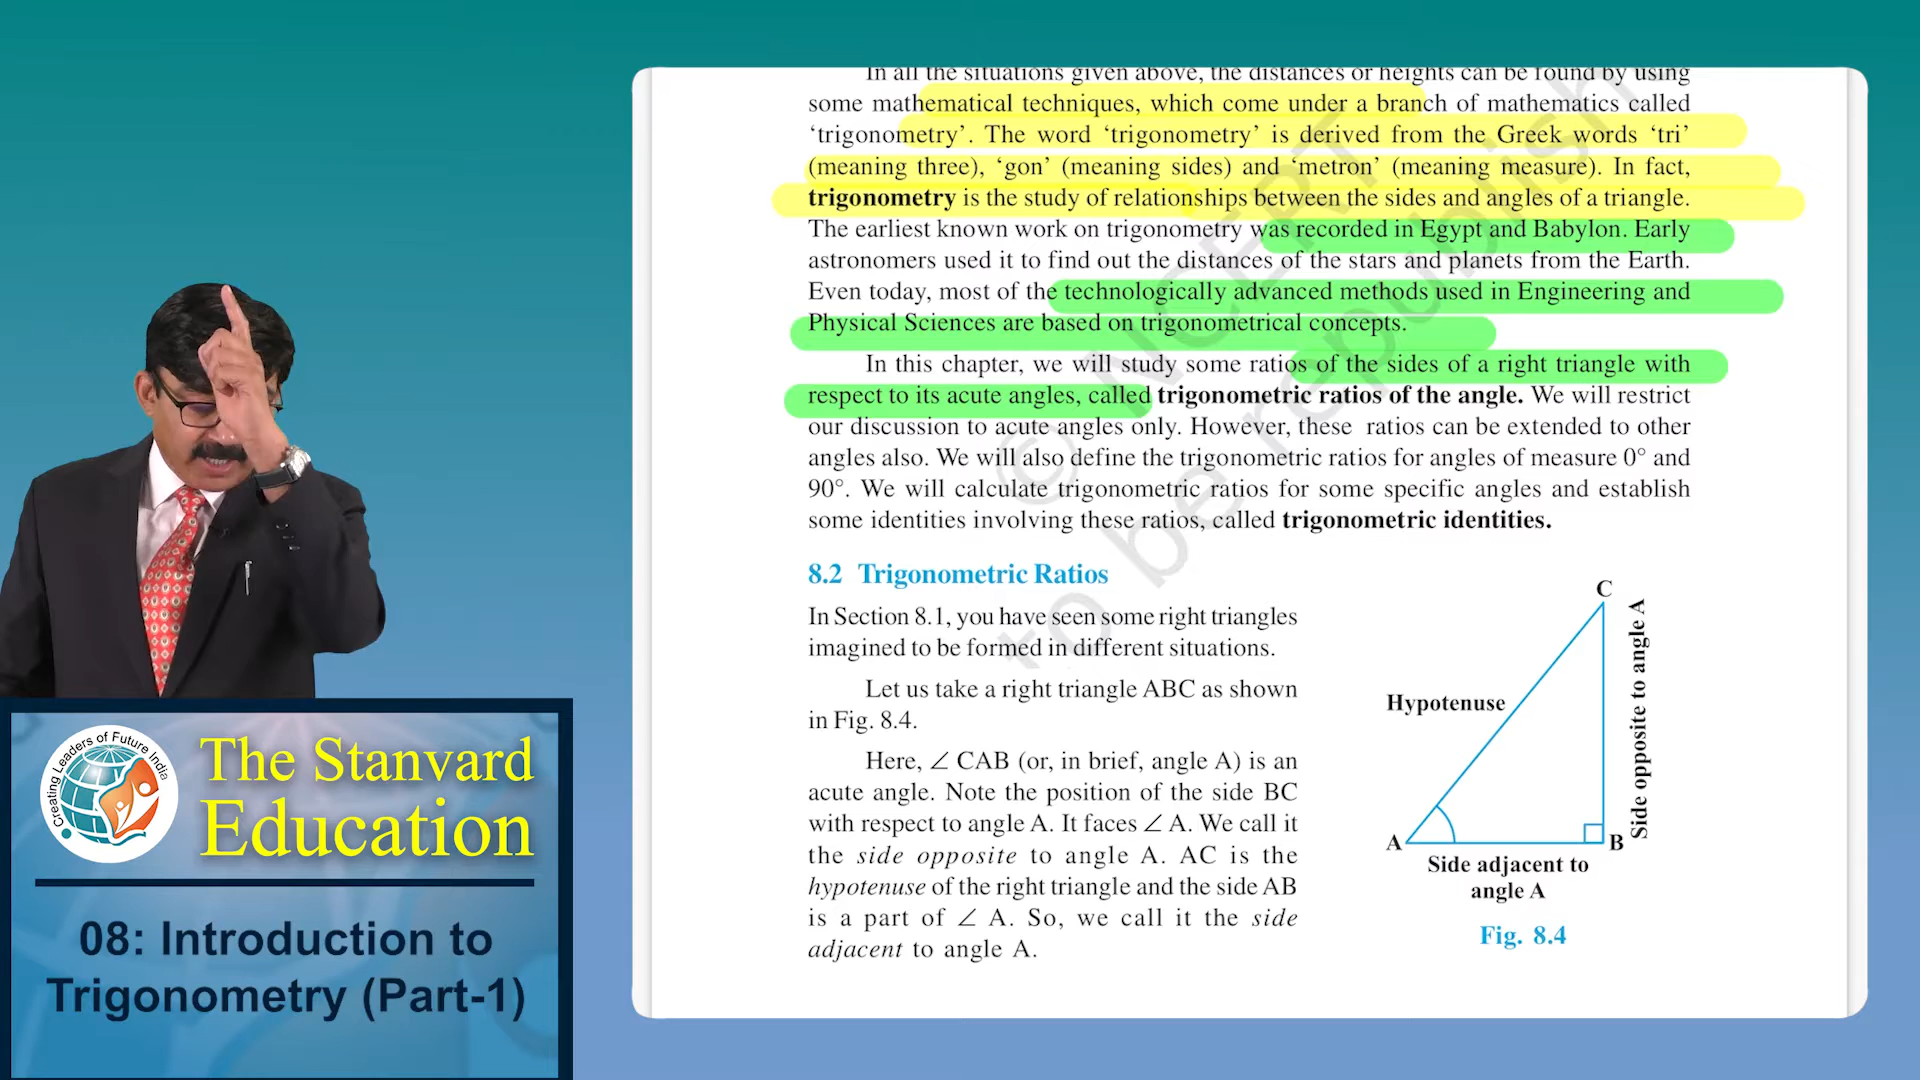 In all the situations given above, the distances or heights can be found by using
some mathematical techniques, which come under a branch of mathematics called
‘trigonometry’. The word ‘trigonometry’ is derived from the Greek words ‘tri’
(meaning three), ‘gon’ (meaning sides) and ‘metron’ (meaning measure). In fact,
trigonometry is the study of relationships between the sides and angles of a triangle.
The earliest known work on trigonometry was recorded in Egypt and Babylon. Early
astronomers used it to find out the distances of the stars and planets from the Earth.
Even today, most of the technologically advanced methods used in Engineering and
Physical Sciences are based on trigonometrical concepts.
In this chapter, we will study some ratios of the sides of a right triangle with
respect to its acute angles, called trigonometric ratios of the angle. We will restrict
our discussion to acute angles only. However, these ratios can be extended to other
angles also. We will also define the trigonometric ratios for angles of measure 0° and
90°. We will calculate trigonometric ratios for some specific angles and establish
some identities involving these ratios, called trigonometric identities.
8.2 Trigonometric Ratios
In Section 8.1, you have seen some right triangles
imagined to be formed in different situations.
Let us take a right triangle ABC as shown
in Fig. 8.4.
Here, ∠ CAB (or, in brief, angle A) is an
acute angle. Note the position of the side BC
with respect to angle A. It faces ∠ A. We call it
the side opposite to angle A. AC is the
hypotenuse of the right triangle and the side AB
is a part of ∠ A. So, we call it the side
adjacent to angle A.
C
Hypotenuse
Side opposite to angle A
A
B
Side adjacent to
angle A
Fig. 8.4
© NCERT
to be republish
Creating Leaders of Future India
The Stanvard
Education
08: Introduction to
Trigonometry (Part-1)